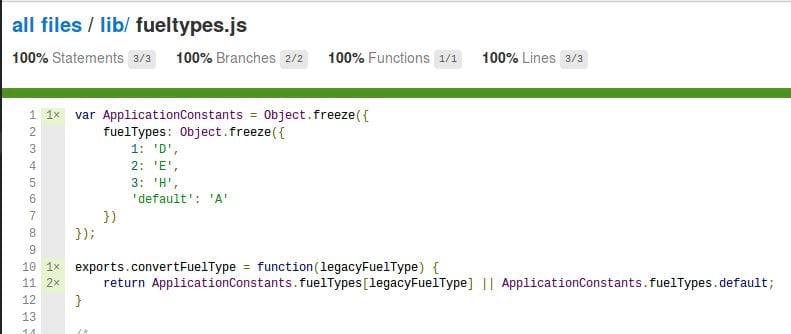 all files / lib/ fueltypes.js
100% Statements 3/3 100% Branches 2/2 100% Functions 1/1 100% Lines 3/3
1 1× var ApplicationConstants = Object.freeze({
2 fuelTypes: Object.freeze({
3 1: 'D',
4 2: 'E',
5 3: 'H',
6 'default': 'A'
7 })
8 });
9
10 1× exports.convertFuelType = function(legacyFuelType) {
11 2× return ApplicationConstants.fuelTypes[legacyFuelType] || ApplicationConstants.fuelTypes.default;
12 }
13
14 /*